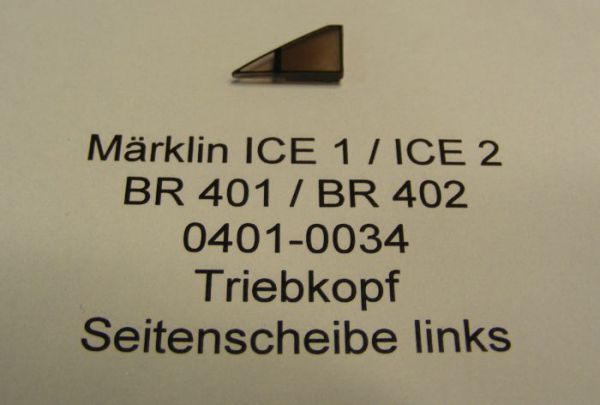 Märklin ICE 1 / ICE 2
BR 401 / BR 402
0401-0034
Triebkopf
Seitenscheibe links